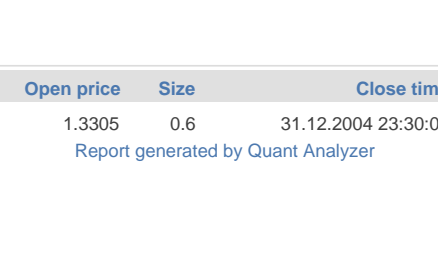 Open price Size Close tim
1.3305 0.6 31.12.2004 23:30:0
Report generated by Quant Analyzer